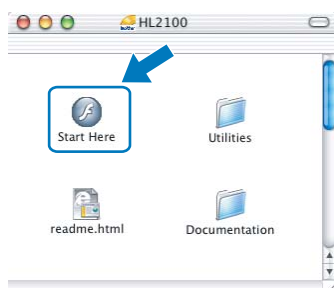 HL2100
Start Here
Utilities
readme.html
Documentation